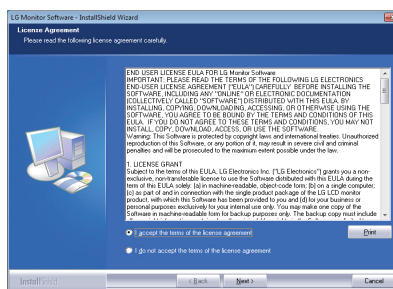 LG Monitor Software - InstallShield Wizard
License Agreement
Please read the following license agreement carefully.
END USER LICENSE EULA FOR LG Monitor Software
IMPORTANT: PLEASE READ THE TERMS OF THE FOLLOWING LG ELECTRONICS
END-USER LICENSE AGREEMENT ("EULA") CAREFULLY BEFORE INSTALLING THE
SOFTWARE, INCLUDING ANY "ONLINE" OR ELECTRONIC DOCUMENTATION
(COLLECTIVELY CALLED "SOFTWARE") DISTRIBUTED WITH THIS EULA. BY
INSTALLING, COPYING, DOWNLOADING, ACCESSING, OR OTHERWISE USING THE
SOFTWARE, YOU AGREE TO BE BOUND BY THE TERMS AND CONDITIONS OF THIS
EULA. IF YOU DO NOT AGREE TO THESE TERMS AND CONDITIONS, YOU MAY NOT
INSTALL, COPY, DOWNLOAD, ACCESS, OR USE THE SOFTWARE.
Warning: This Software is protected by copyright laws and international treaties. Unauthorized
reproduction of this Software, or any portion of it, may result in severe civil and criminal
penalties and will be prosecuted to the maximum extent possible under the law.
1. LICENSE GRANT
Subject to the terms of this EULA, LG Electronics Inc. ("LG Electronics") grants you a non-
exclusive, non-transferable license to use the Software distributed with this EULA during the
term of this EULA solely: (a) in machine-readable, object-code form; (b) on a single computer;
(c) as part of and in connection with the single product package of the LG LCD monitor
product, with which this Software has been provided to you and (d) for your business or
personal purposes exclusively for your internal use only. You may make one copy of the
Software in machine-readable form for backup purposes only. The backup copy must include
I accept the terms of the license agreement
Print
I do not accept the terms of the license agreement
InstallShield
< Back
Next >
Cancel